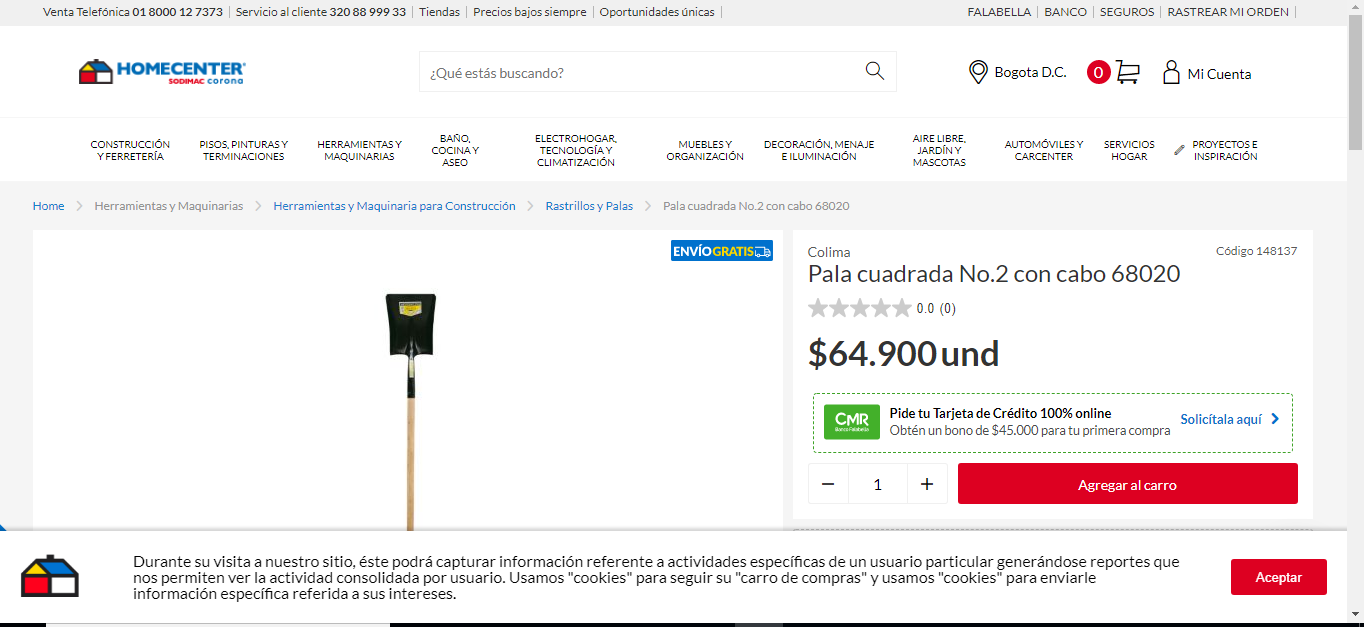 Venta Telefónica 01 8000 12 7373 | Servicio al cliente 320 88 999 33 | Tiendas | Precios bajos siempre | Oportunidades únicas |
FALABELLA | BANCO | SEGUROS | RASTREAR MI ORDEN |
HOMECENTER
SODIMAC corona
¿Qué estás buscando?
Bogota D.C.
0
Mi Cuenta
CONSTRUCCIÓN
Y FERRETERÍA
PISOS, PINTURAS Y
TERMINACIONES
HERRAMIENTAS Y
MAQUINARIAS
BAÑO,
COCINA Y
ASEO
ELECTROHOGAR,
TECNOLOGÍA Y
CLIMATIZACIÓN
MUEBLES Y
ORGANIZACIÓN
DECORACIÓN, MENAJE
E ILUMINACIÓN
AIRE LIBRE,
JARDÍN Y
MASCOTAS
AUTOMÓVILES Y
CARCENTER
SERVICIOS
HOGAR
PROYECTOS E
INSPIRACIÓN
Home > Herramientas y Maquinarias > Herramientas y Maquinaria para Construcción > Rastrillos y Palas > Pala cuadrada No.2 con cabo 68020
ENVÍO GRATIS
Colima
Código 148137
Pala cuadrada No.2 con cabo 68020
0.0 (0)
$64.900 und
CMR
Banco Falabella
Pide tu Tarjeta de Crédito 100% online
Obtén un bono de $45.000 para tu primera compra
Solicítala aquí
− 1 +
Agregar al carro
Durante su visita a nuestro sitio, éste podrá capturar información referente a actividades específicas de un usuario particular generándose reportes que
nos permiten ver la actividad consolidada por usuario. Usamos "cookies" para seguir su "carro de compras" y usamos "cookies" para enviarle
información específica referida a sus intereses.
Aceptar